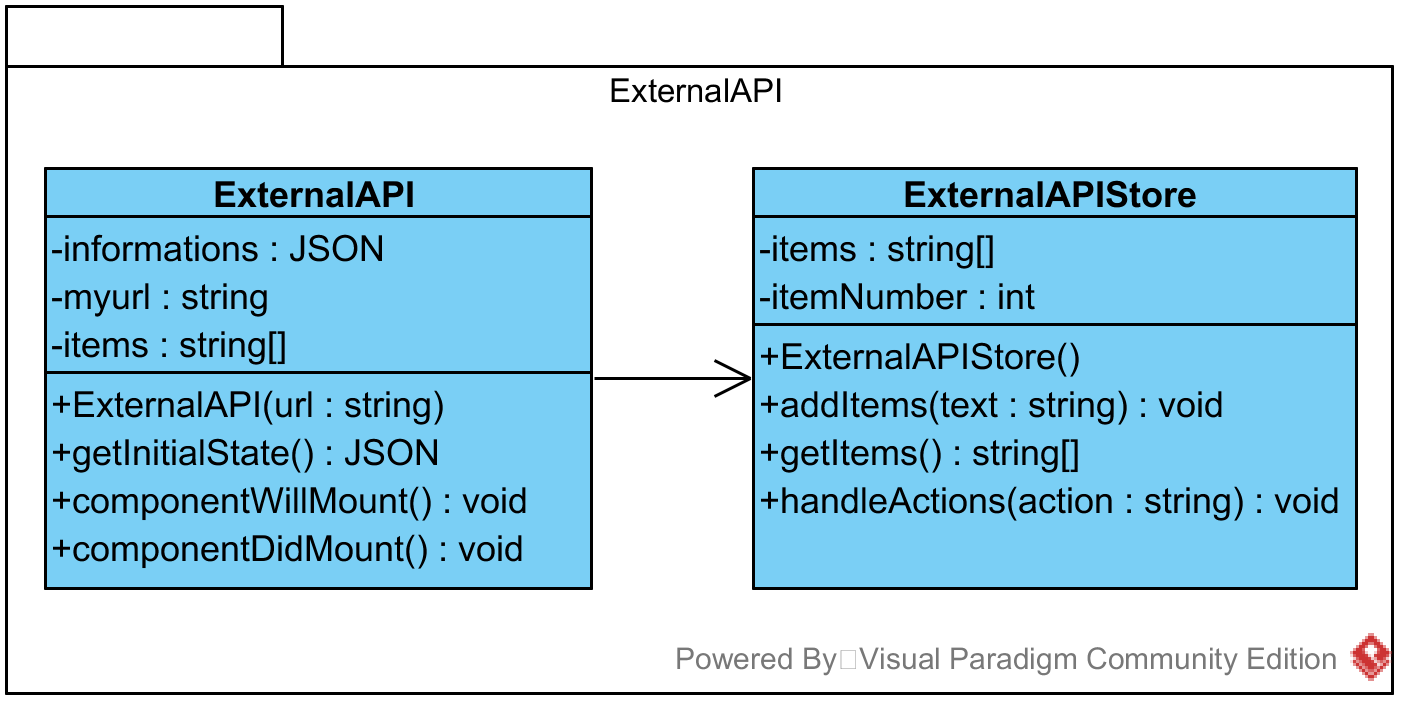 ExternalAPI
ExternalAPI
-informations : JSON
-myurl : string
-items : string[]
+ExternalAPI(url : string)
+getInitialState() : JSON
+componentWillMount() : void
+componentDidMount() : void
ExternalAPIStore
-items : string[]
-itemNumber : int
+ExternalAPIStore()
+addItems(text : string) : void
+getItems() : string[]
+handleActions(action : string) : void
Powered By Visual Paradigm Community Edition